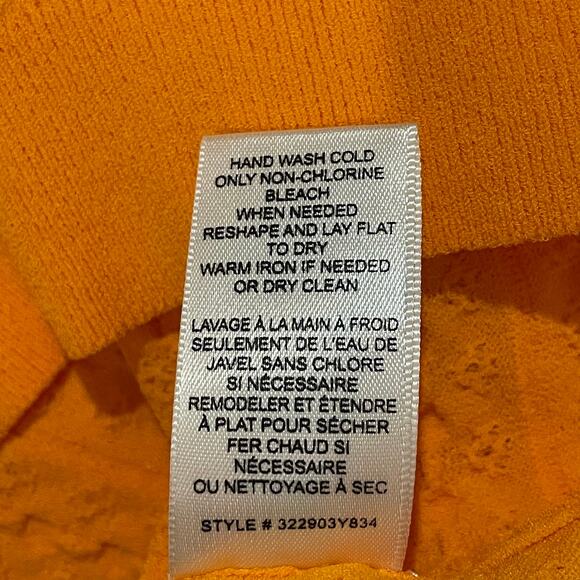 HAND WASH COLD
ONLY NON-CHLORINE
BLEACH
WHEN NEEDED
RESHAPE AND LAY FLAT
TO DRY
WARM IRON IF NEEDED
OR DRY CLEAN
LAVAGE À LA MAIN À FROID
SEULEMENT DE L'EAU DE
JAVEL SANS CHLORE
SI NÉCESSAIRE
REMODELER ET ÉTENDRE
À PLAT POUR SÉCHER
FER CHAUD SI
NÉCESSAIRE
OU NETTOYAGE À SEC
STYLE # 322903Y834